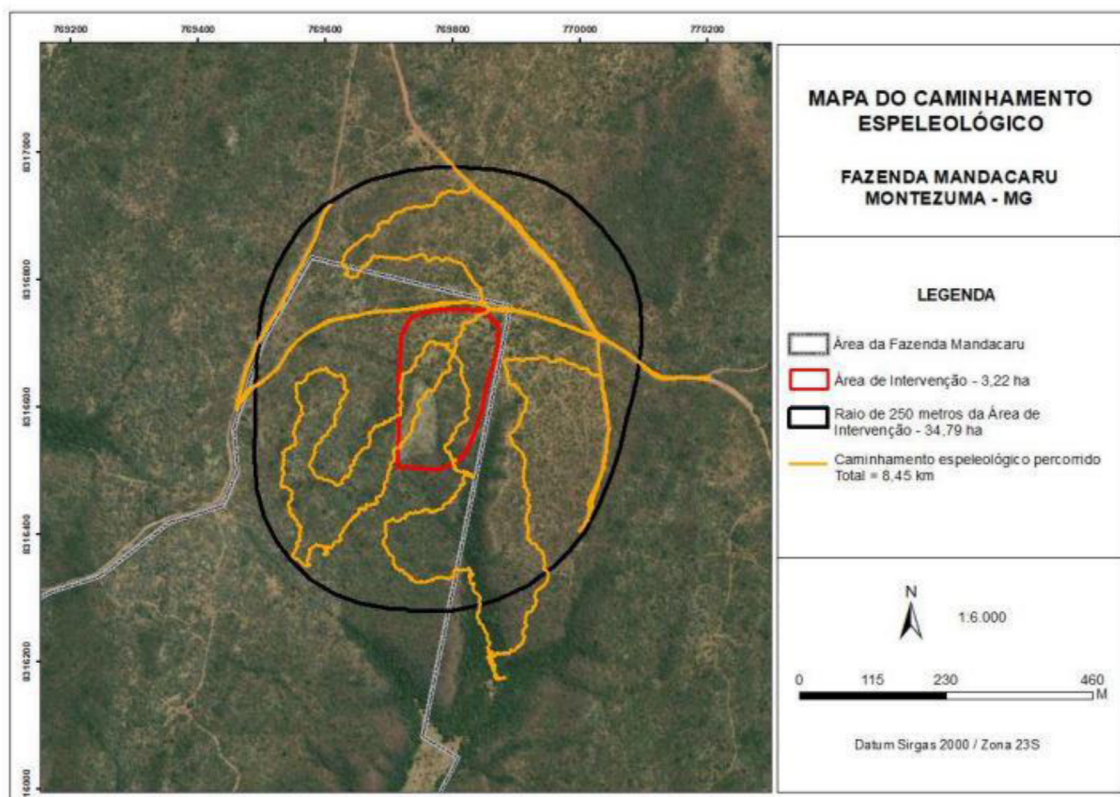 769200 769400 769600 769800 770000 770200
8317000
8316800
8316600
8316400
8316200
8316000
MAPA DO CAMINHAMENTO
ESPELEOLÓGICO
FAZENDA MANDACARU
MONTEZUMA - MG
LEGENDA
Área da Fazenda Mandacaru
Área de Intervenção - 3,22 ha
Raio de 250 metros da Área de
Intervenção - 34,79 ha
Caminhamento espeleológico percorrido
Total = 8,45 km
N
1:6.000
0 115 230 460
M
Datum Sirgas 2000 / Zona 23S